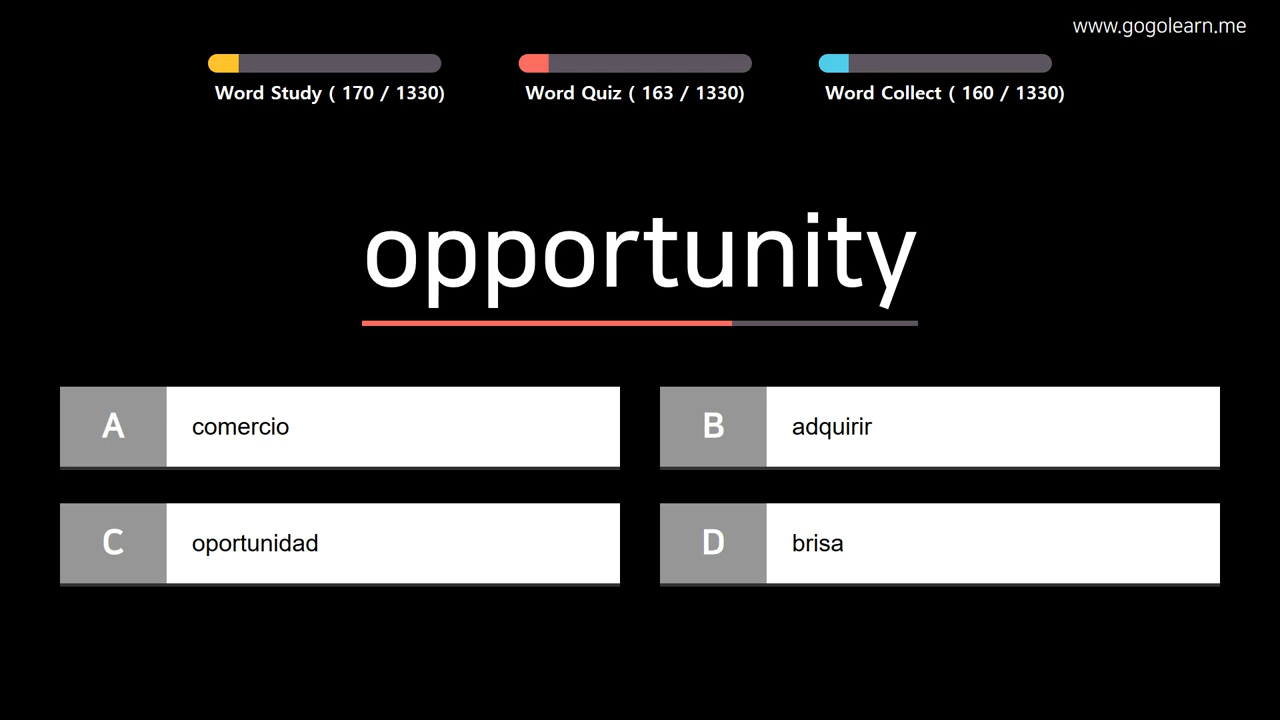 www.gogolearn.me
Word Study ( 170 / 1330)
Word Quiz ( 163 / 1330)
Word Collect ( 160 / 1330)
opportunity
A comercio
B adquirir
C oportunidad
D brisa